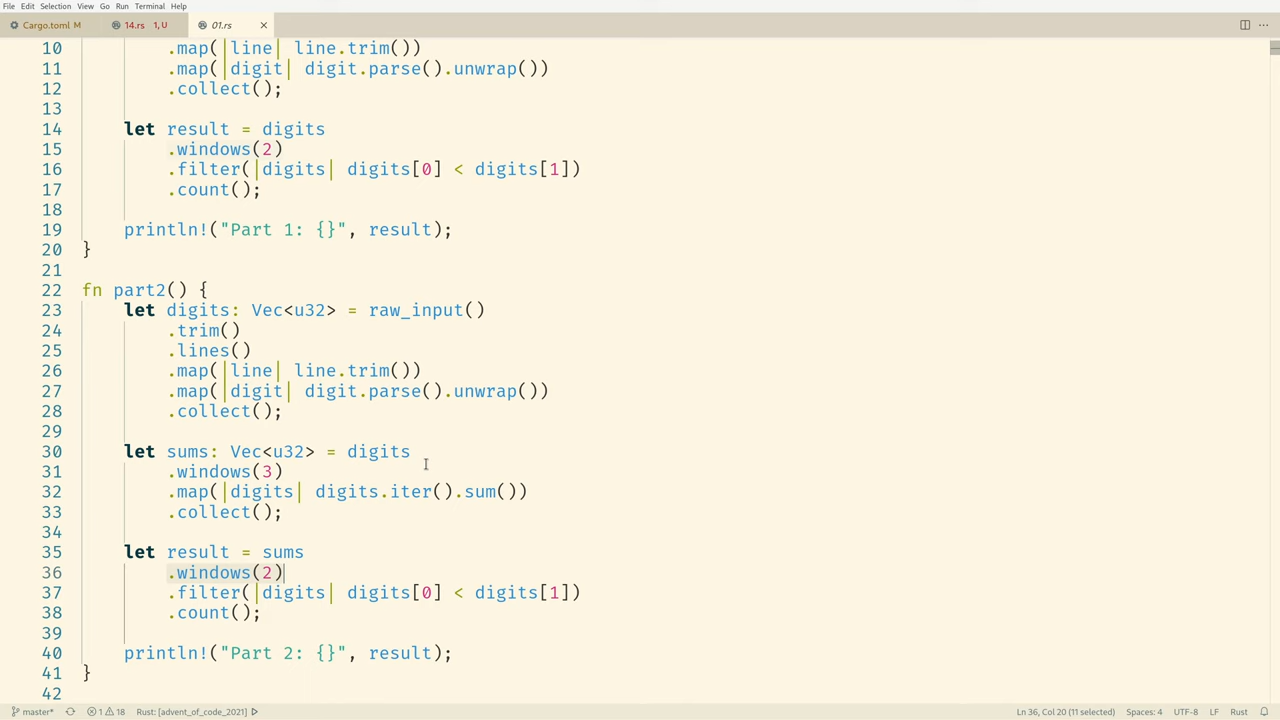 File Edit Selection View Go Run Terminal Help
Cargo.toml M 14.rs 1, U 01.rs
10 .map(|line| line.trim())
11 .map(|digit| digit.parse().unwrap())
12 .collect();
13
14 let result = digits
15 .windows(2)
16 .filter(|digits| digits[0] < digits[1])
17 .count();
18
19 println!("Part 1: {}", result);
20 }
21
22 fn part2() {
23 let digits: Vec<u32> = raw_input()
24 .trim()
25 .lines()
26 .map(|line| line.trim())
27 .map(|digit| digit.parse().unwrap())
28 .collect();
29
30 let sums: Vec<u32> = digits
31 .windows(3)
32 .map(|digits| digits.iter().sum())
33 .collect();
34
35 let result = sums
36 .windows(2)
37 .filter(|digits| digits[0] < digits[1])
38 .count();
39
40 println!("Part 2: {}", result);
41 }
42
master* 1 18 Rust: [advent_of_code_2021] Ln 36, Col 20 (11 selected) Spaces: 4 UTF-8 LF Rust